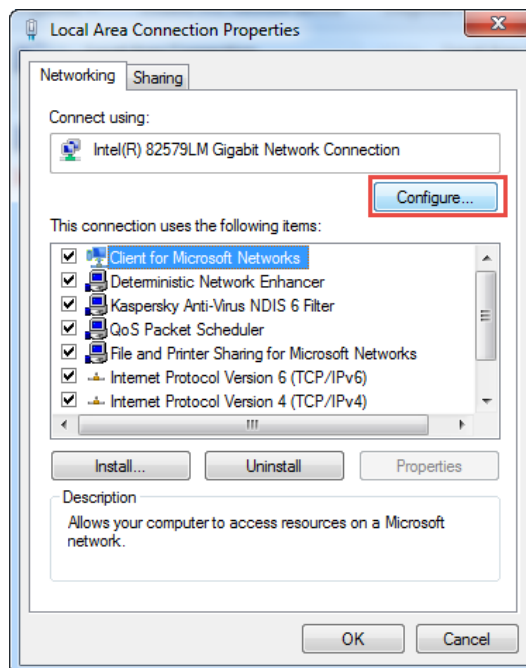 Local Area Connection Properties
Networking
Sharing
Connect using:
Intel(R) 82579LM Gigabit Network Connection
Configure...
This connection uses the following items:
Client for Microsoft Networks
Deterministic Network Enhancer
Kaspersky Anti-Virus NDIS 6 Filter
QoS Packet Scheduler
File and Printer Sharing for Microsoft Networks
Internet Protocol Version 6 (TCP/IPv6)
Internet Protocol Version 4 (TCP/IPv4)
Install...
Uninstall
Properties
Description
Allows your computer to access resources on a Microsoft
network.
OK
Cancel